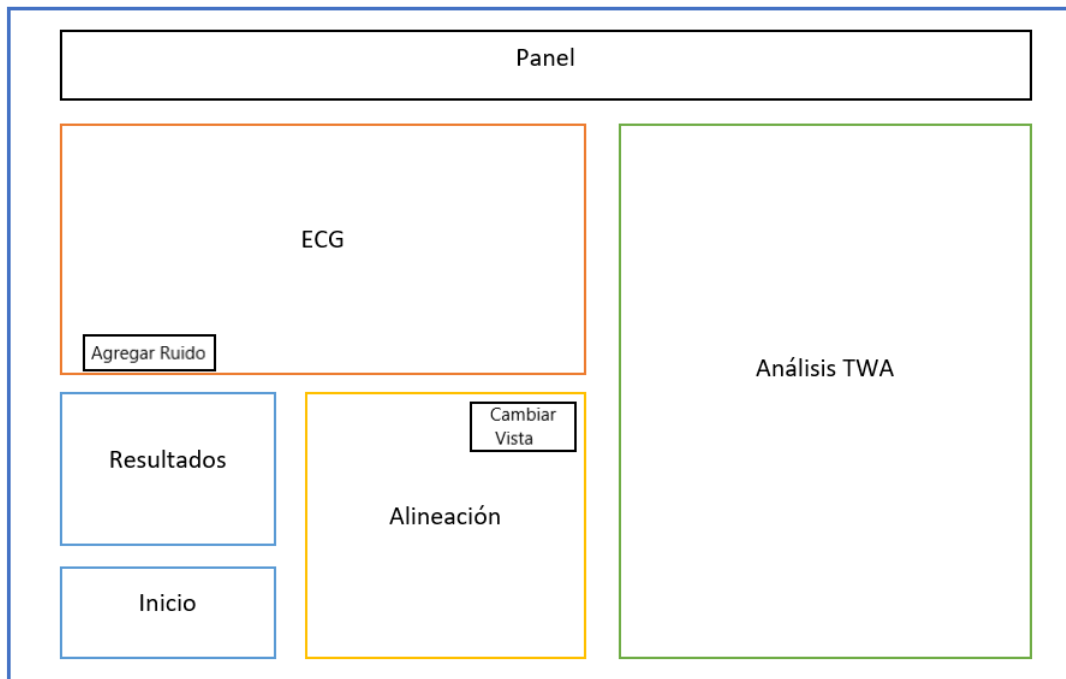 Panel
ECG
Agregar Ruido
Resultados
Inicio
Cambiar
Vista
Alineación
Análisis TWA